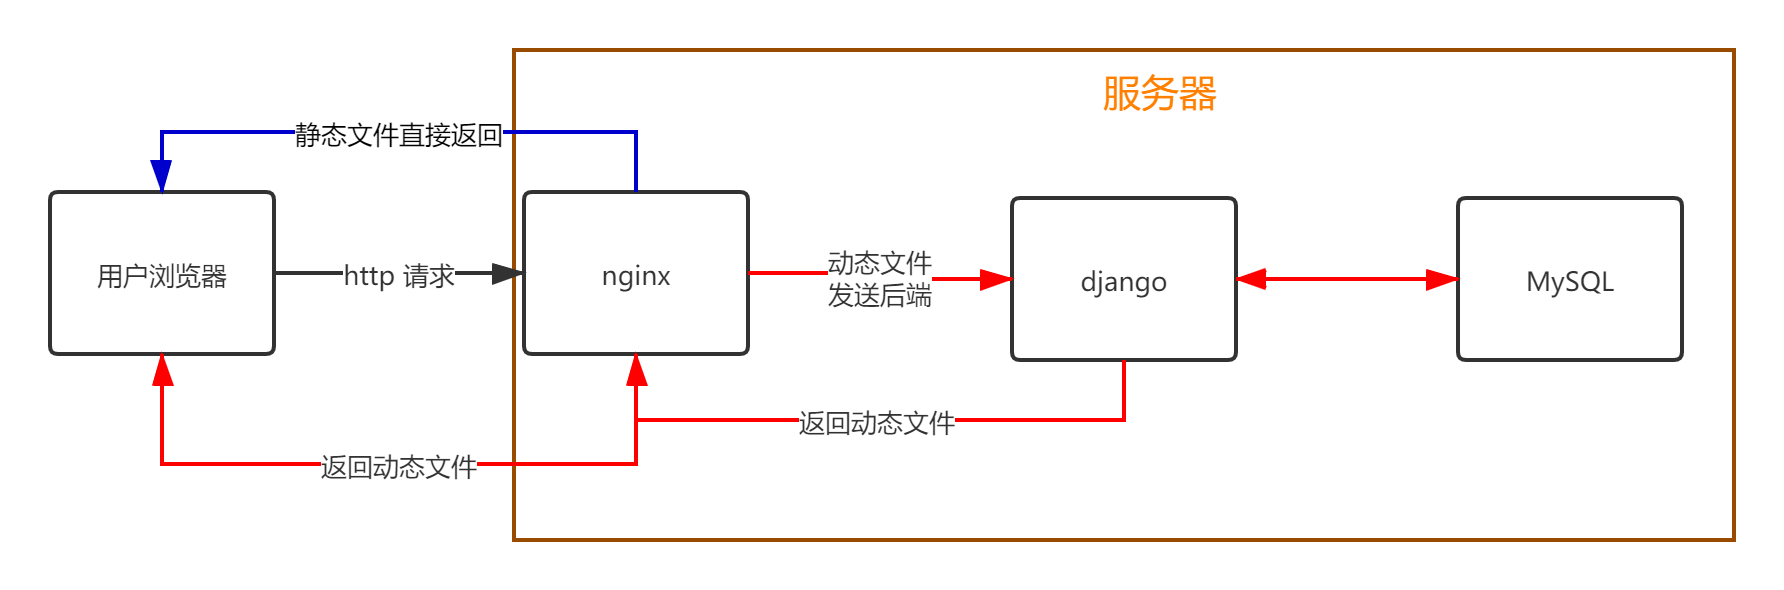 服务器
静态文件直接返回
用户浏览器
http 请求
nginx
动态文件
发送后端
django
MySQL
返回动态文件
返回动态文件